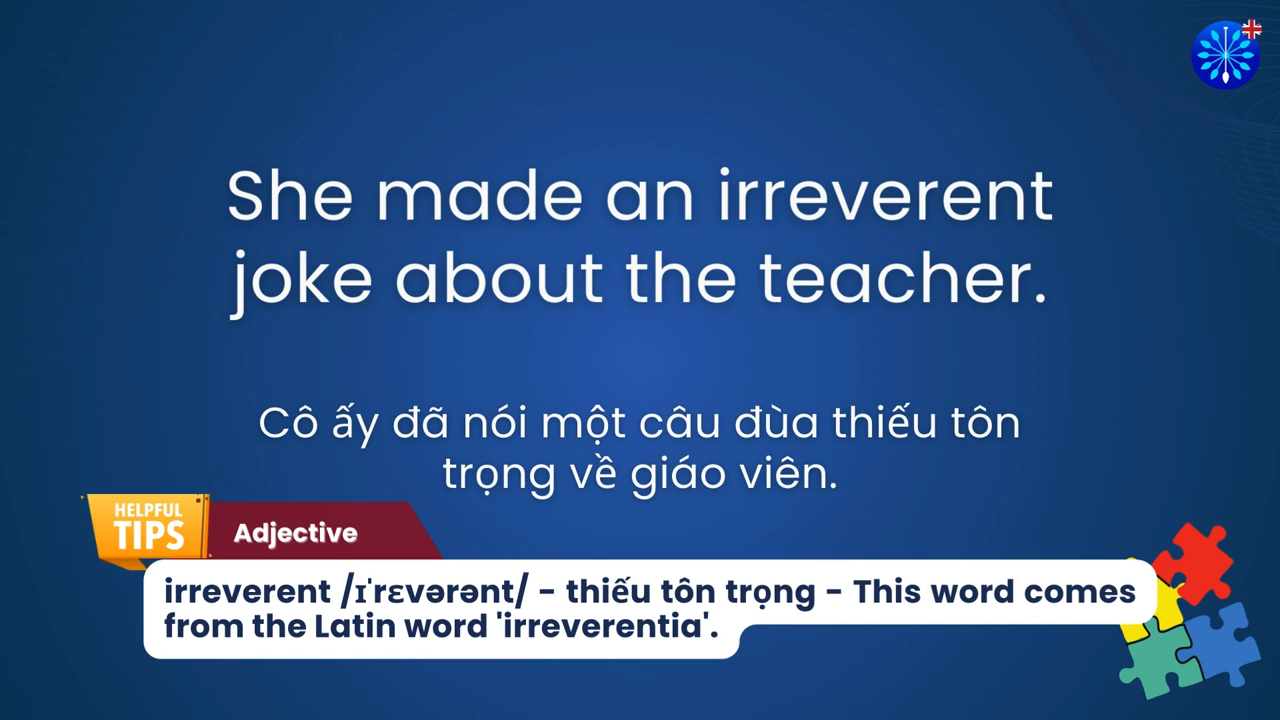 She made an irreverent
joke about the teacher.
Cô ấy đã nói một câu đùa thiếu tôn
trọng về giáo viên.
HELPFUL
TIPS
Adjective
irreverent /ɪˈrɛvərənt/ - thiếu tôn trọng - This word comes
from the Latin word 'irreverentia'.